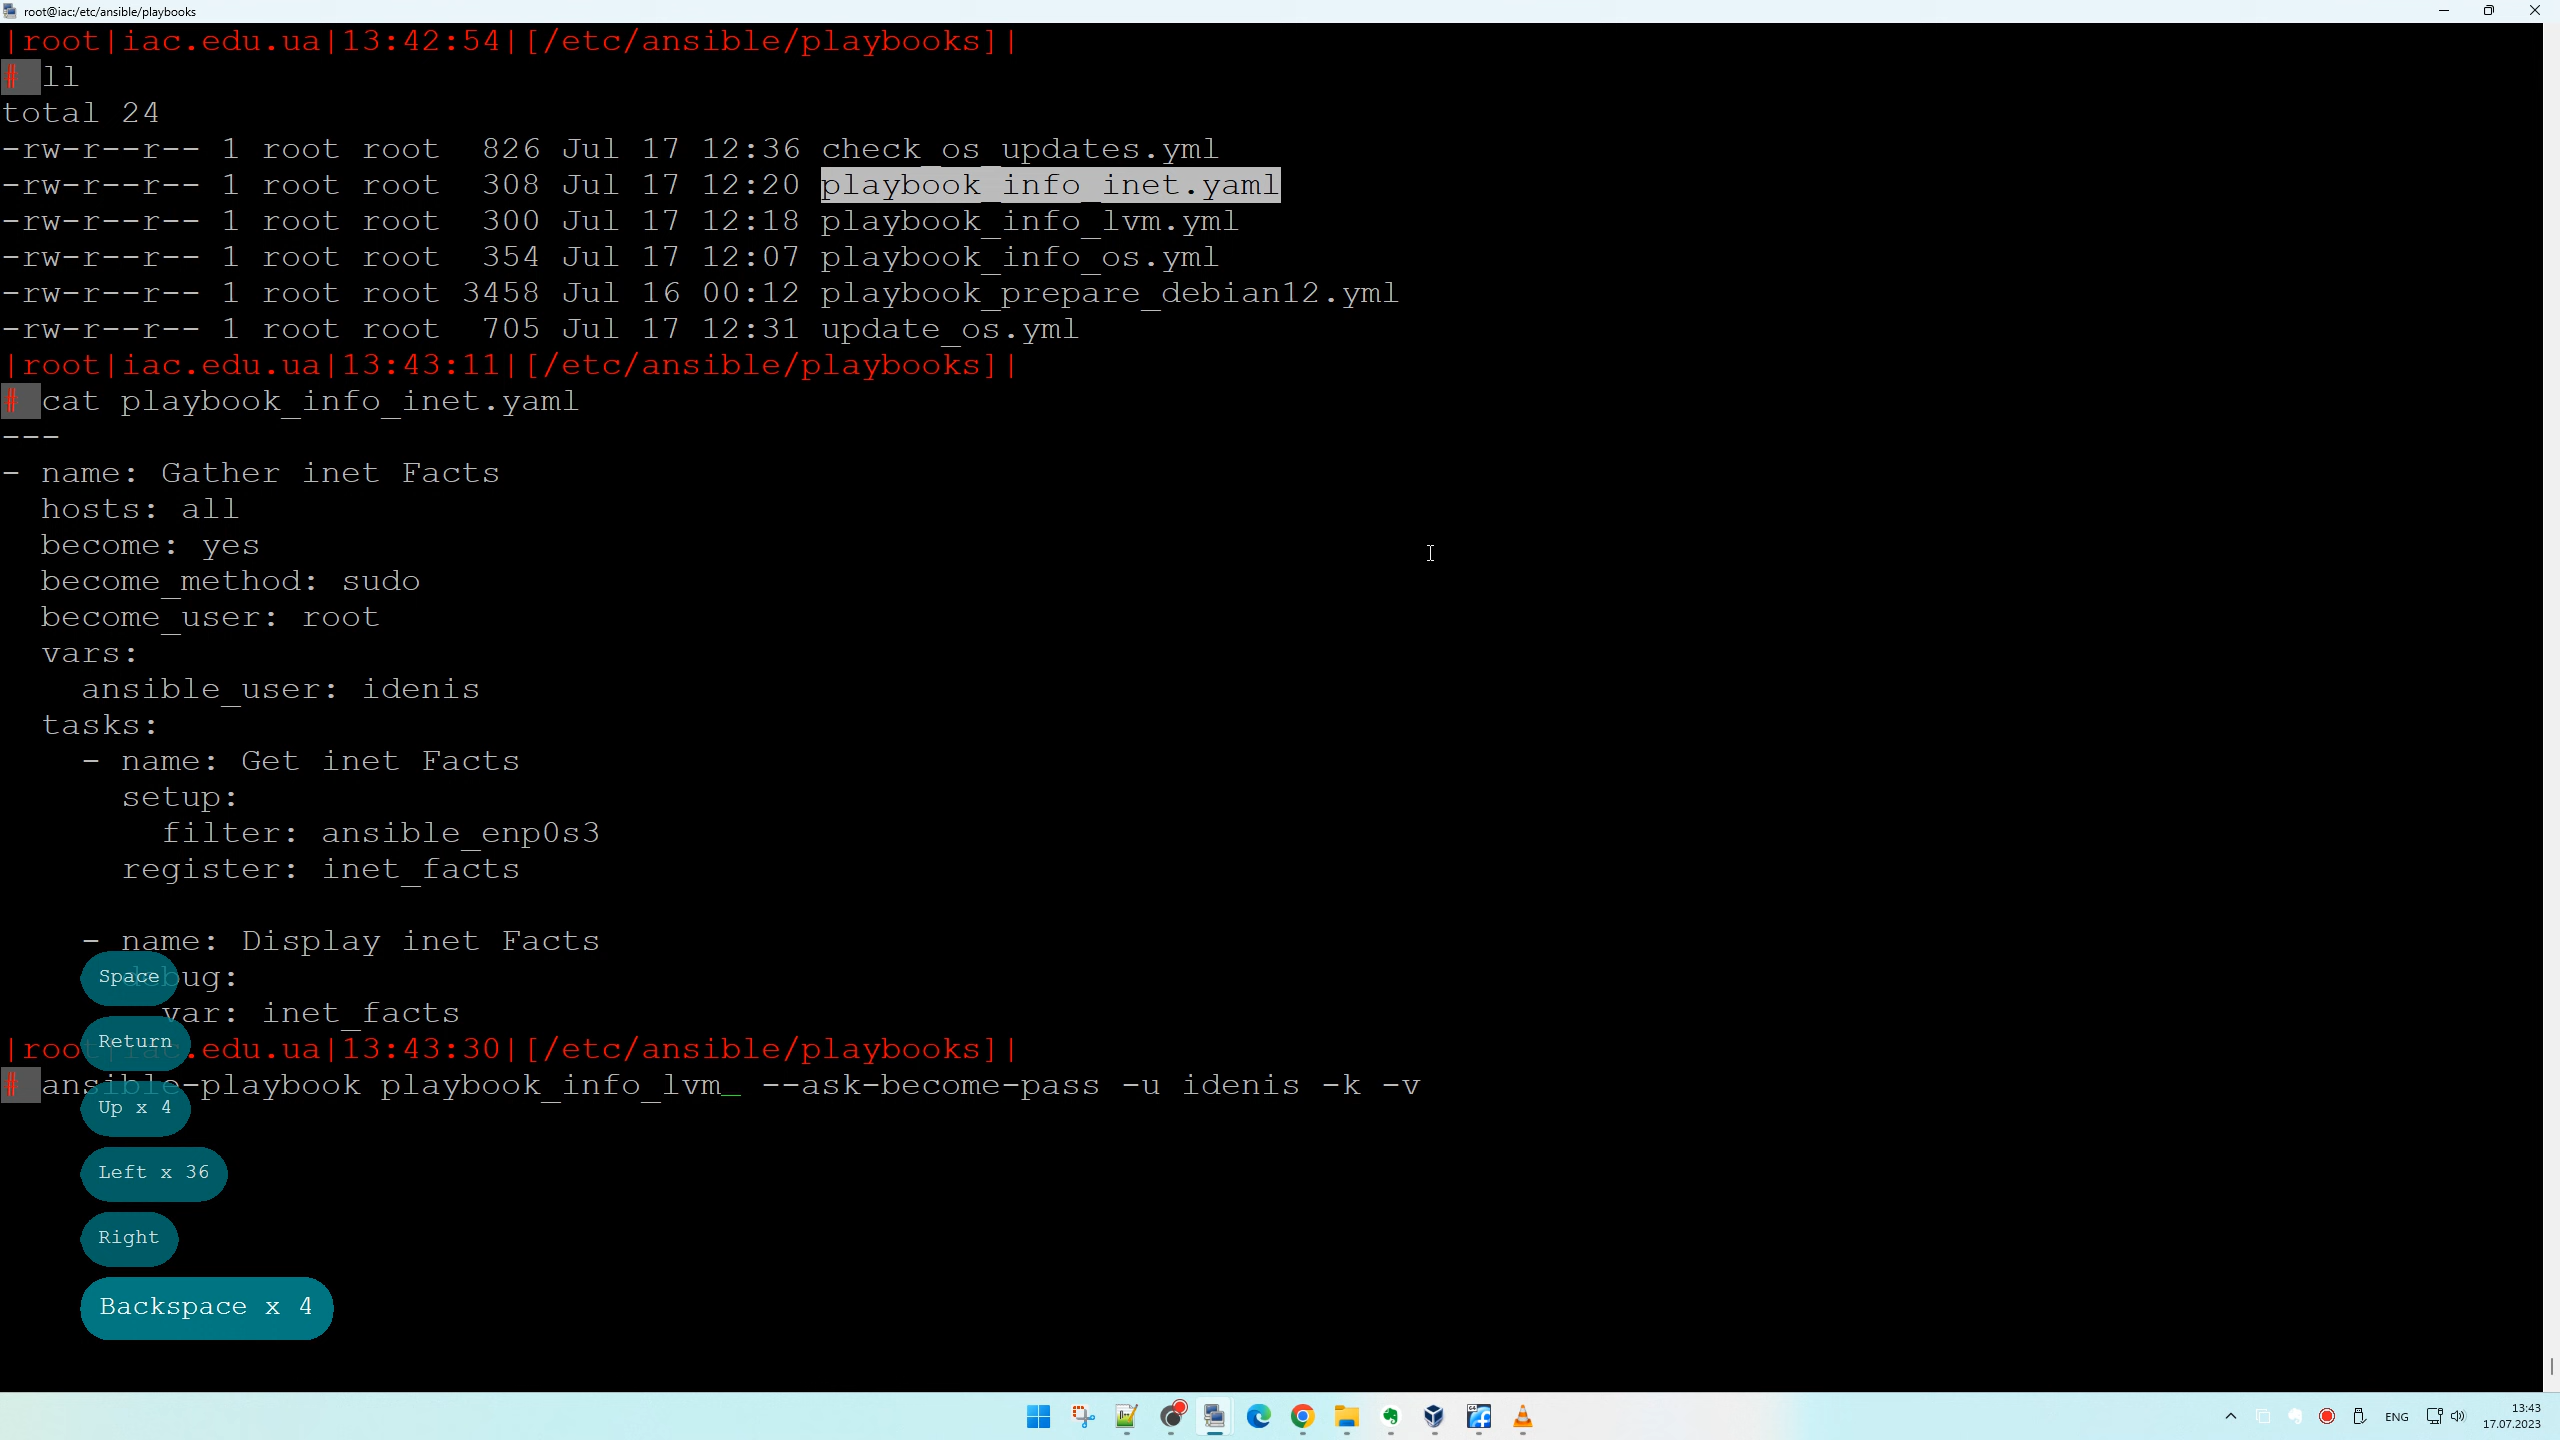 root@iac:/etc/ansible/playbooks
|root|iac.edu.ua|13:42:54|[/etc/ansible/playbooks]|
# ll
total 24
-rw-r--r-- 1 root root  826 Jul 17 12:36 check_os_updates.yml
-rw-r--r-- 1 root root  308 Jul 17 12:20 playbook_info_inet.yaml
-rw-r--r-- 1 root root  300 Jul 17 12:18 playbook_info_lvm.yml
-rw-r--r-- 1 root root  354 Jul 17 12:07 playbook_info_os.yml
-rw-r--r-- 1 root root 3458 Jul 16 00:12 playbook_prepare_debian12.yml
-rw-r--r-- 1 root root  705 Jul 17 12:31 update_os.yml
|root|iac.edu.ua|13:43:11|[/etc/ansible/playbooks]|
# cat playbook_info_inet.yaml
---
- name: Gather inet Facts
  hosts: all
  become: yes
  become_method: sudo
  become_user: root
  vars:
    ansible_user: idenis
  tasks:
    - name: Get inet Facts
      setup:
        filter: ansible_enp0s3
      register: inet_facts
    - name: Display inet Facts
      debug:
        var: inet_facts
|root|iac.edu.ua|13:43:30|[/etc/ansible/playbooks]|
# ansible-playbook playbook_info_lvm_ --ask-become-pass -u idenis -k -v
Space
Return
Up x 4
Left x 36
Right
Backspace x 4
ENG
13:43
17.07.2023